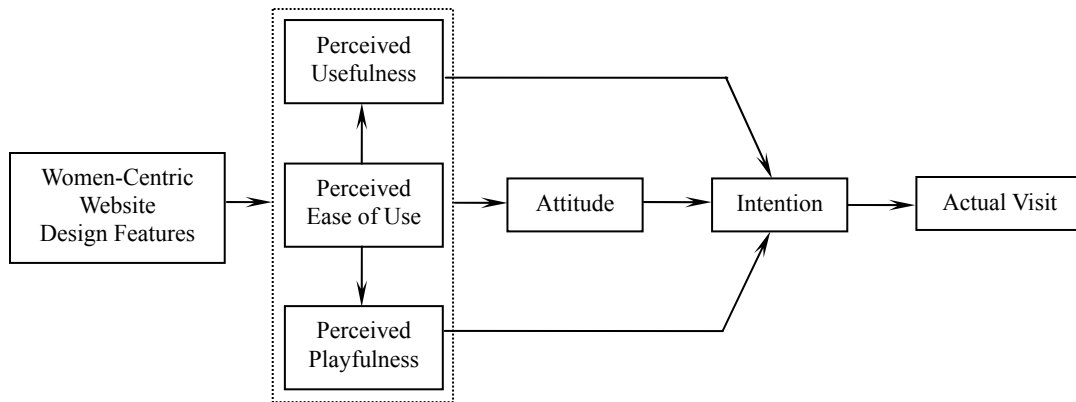 Perceived
Usefulness
Women-Centric
Website
Design Features
Perceived
Ease of Use
Attitude
Intention
Actual Visit
Perceived
Playfulness